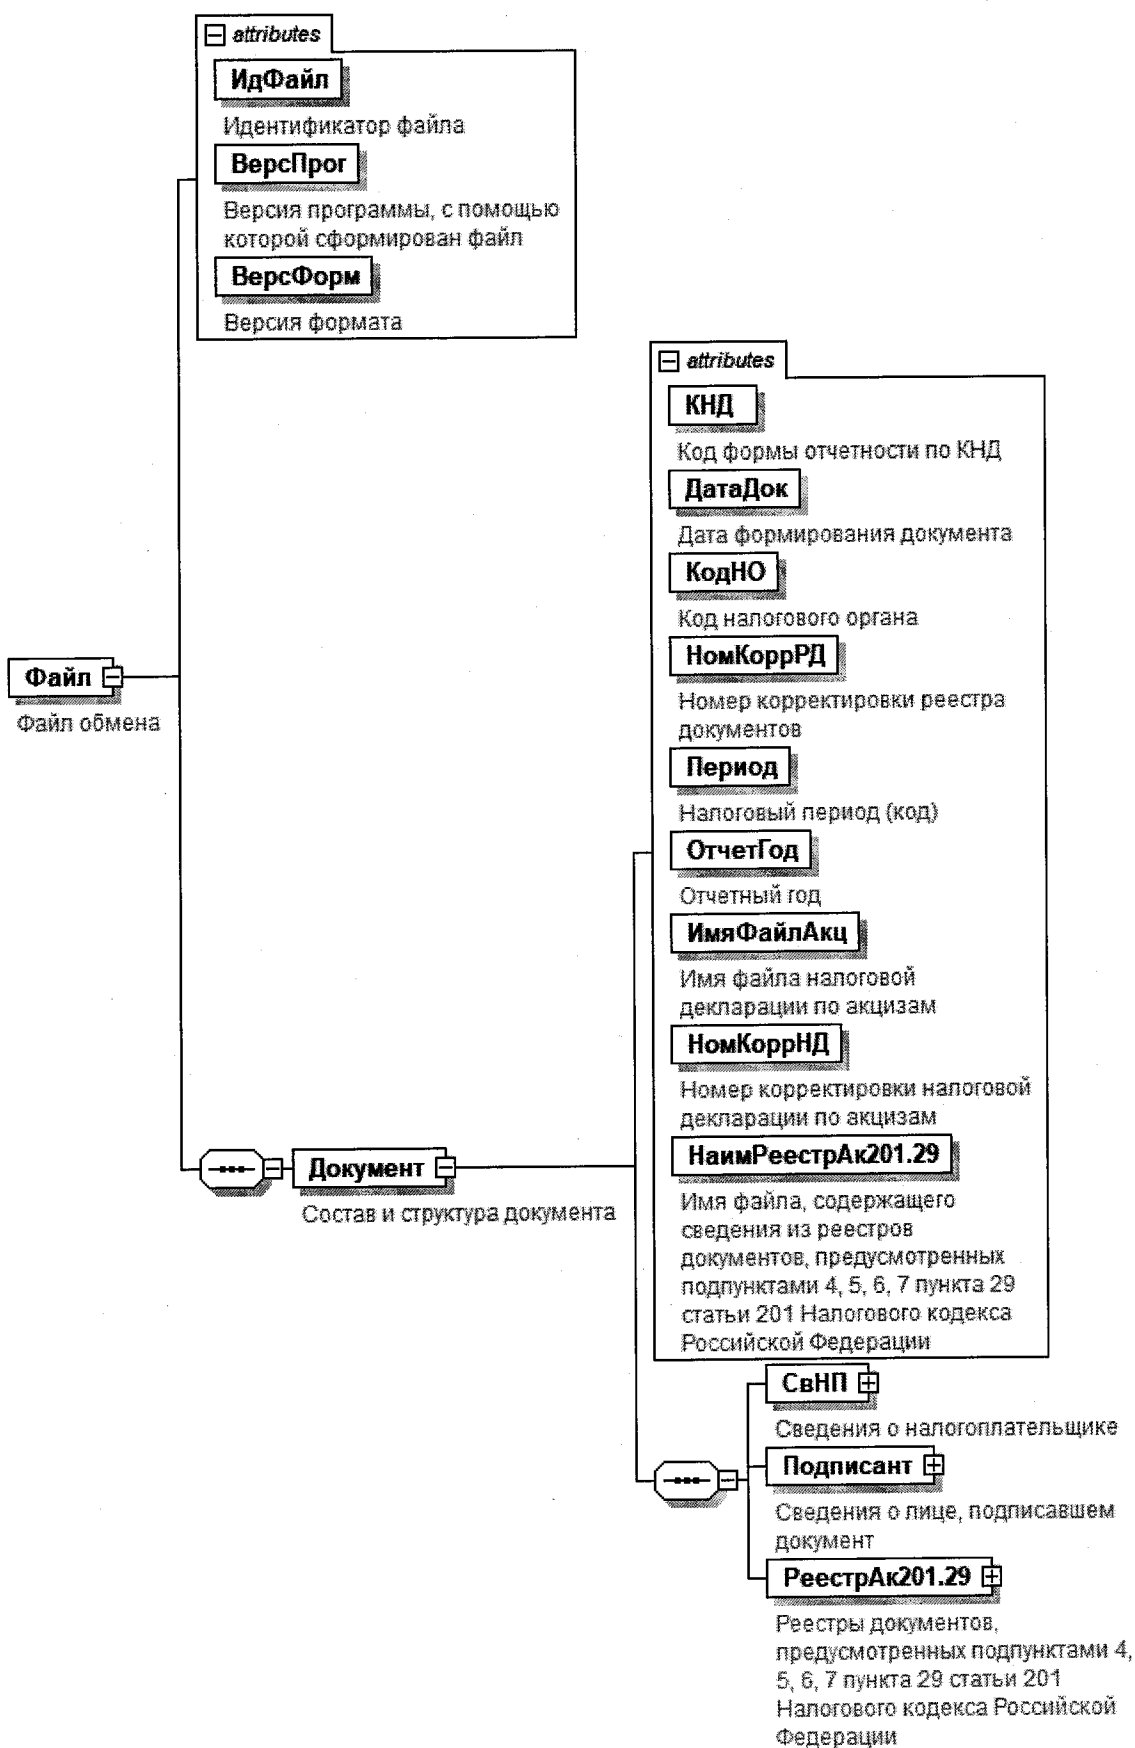 attributes
ИдФайл
Идентификатор файла
ВерсПрог
Версия программы, с помощью
которой сформирован файл
ВерсФорм
Версия формата
Файл
Файл обмена
Документ
Состав и структура документа
attributes
КНД
Код формы отчетности по КНД
ДатаДок
Дата формирования документа
КодНО
Код налогового органа
НомКоррРД
Номер корректировки реестра
документов
Период
Налоговый период (код)
ОтчетГод
Отчетный год
ИмяФайлАкц
Имя файла налоговой
декларации по акцизам
НомКоррНД
Номер корректировки налоговой
декларации по акцизам
НаимРеестрАк201.29
Имя файла, содержащего
сведения из реестров
документов, предусмотренных
подпунктами 4, 5, 6, 7 пункта 29
статьи 201 Налогового кодекса
Российской Федерации
СвНП
Сведения о налогоплательщике
Подписант
Сведения о лице, подписавшем
документ
РеестрАк201.29
Реестры документов,
предусмотренных подпунктами 4,
5, 6, 7 пункта 29 статьи 201
Налогового кодекса Российской
Федерации